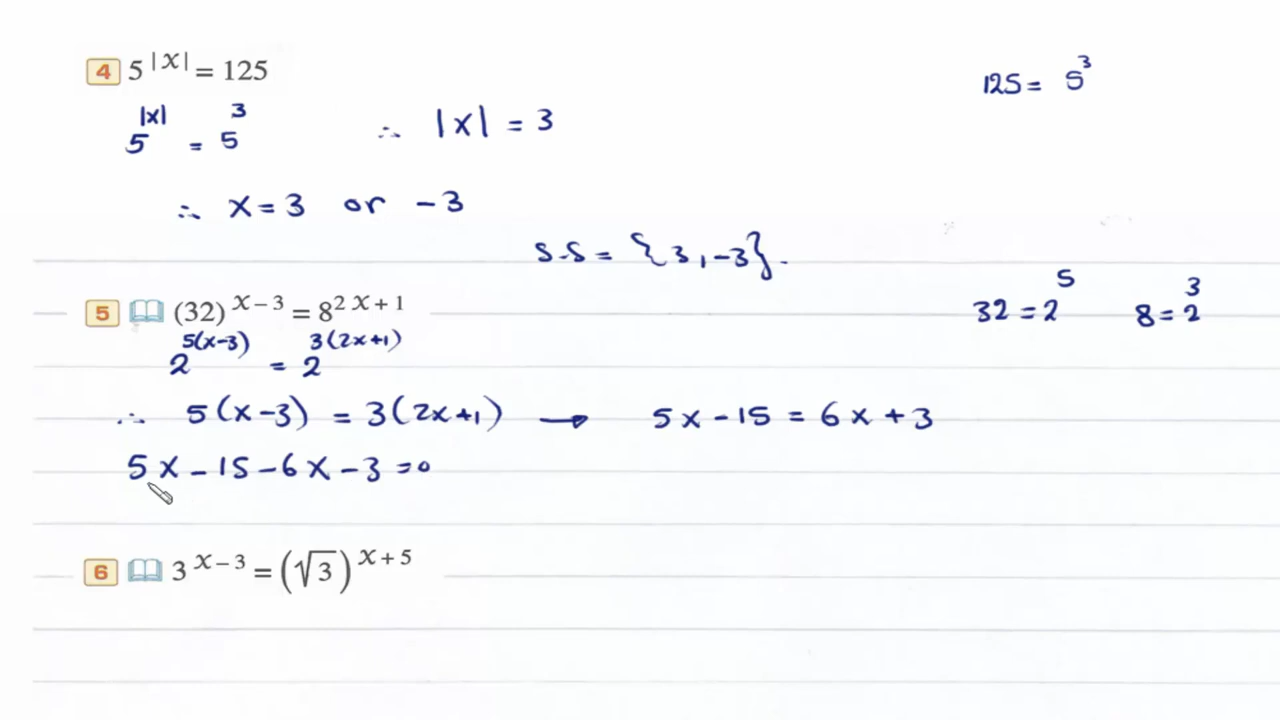 4 5^|x| = 125
125 = 5^3
5^|x| = 5^3 ∴ |x| = 3
∴ x = 3 or -3
S.S = {3, -3}.
5 (32)^x-3 = 8^2x+1
32 = 2^5 8 = 2^3
2^5(x-3) = 2^3(2x+1)
∴ 5(x-3) = 3(2x+1) → 5x - 15 = 6x + 3
5x - 15 - 6x - 3 = 0
6 3^x-3 = (√3)^x+5